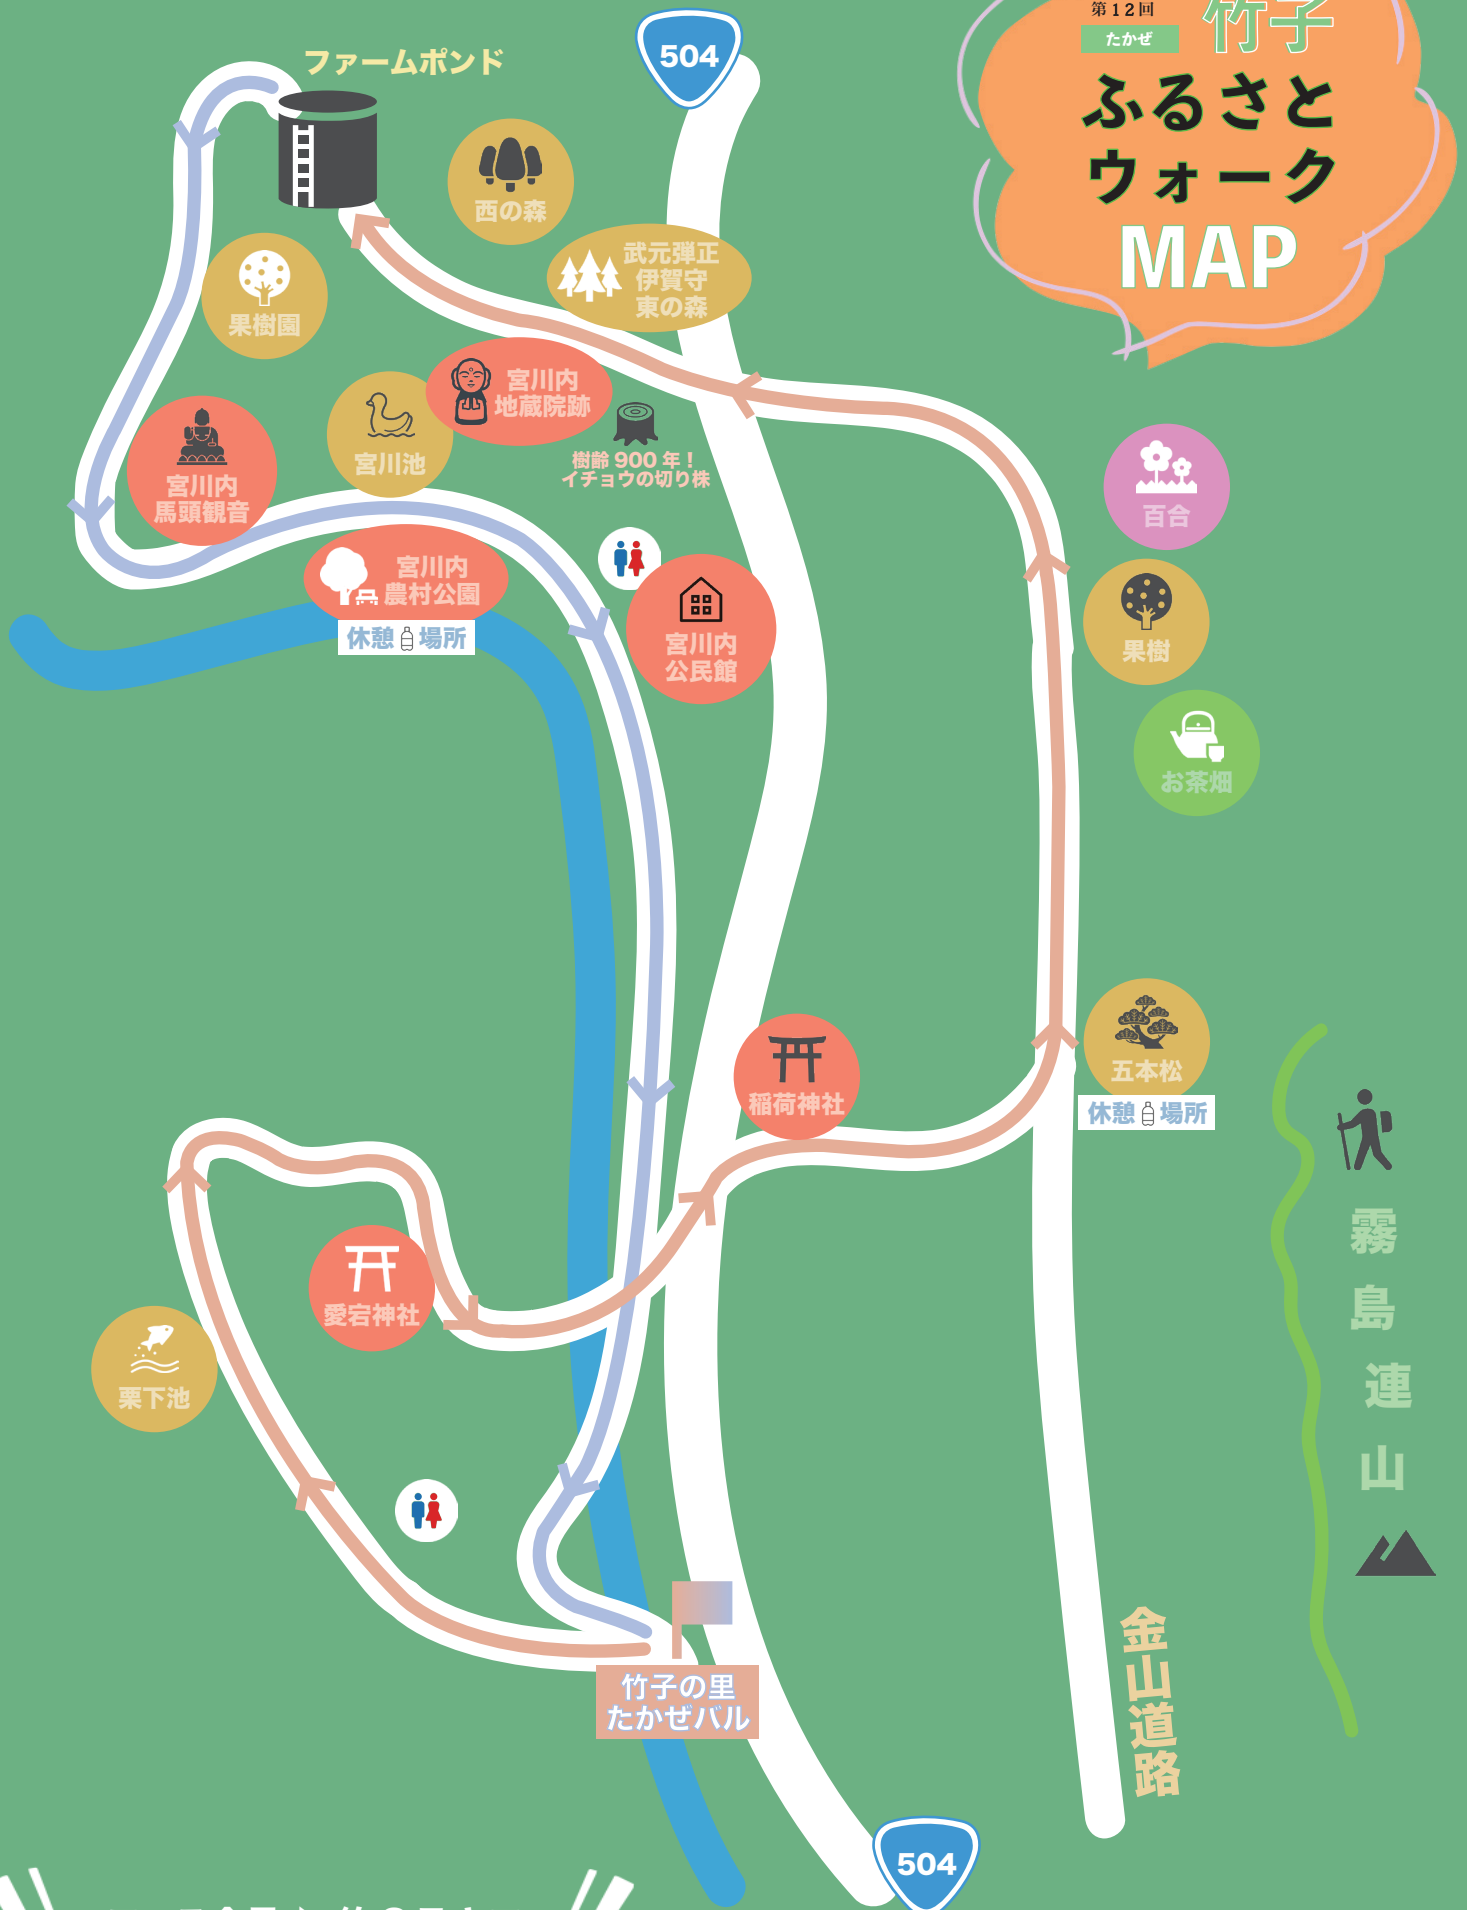 第12回
たかぜ
竹子
ふるさと
ウォーク
MAP
504
ファームポンド
西の森
武元弾正
伊賀守
東の森
果樹園
宮川内
地蔵院跡
宮川池
樹齢900年！
イチョウの切り株
宮川内
馬頭観音
百合
宮川内
農村公園
休憩場所
宮川内
公民館
果樹
お茶畑
五本松
休憩場所
稲荷神社
霧島連山
愛宕神社
栗下池
竹子の里
たかぜバル
金山道路
504